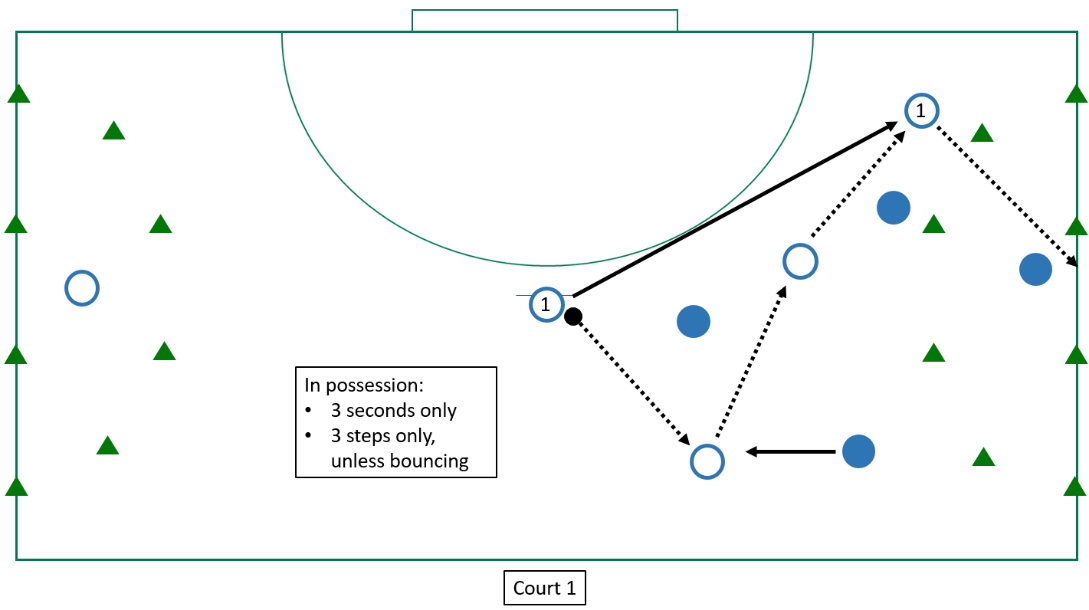 1
1
In possession:
• 3 seconds only
• 3 steps only,
unless bouncing
Court 1